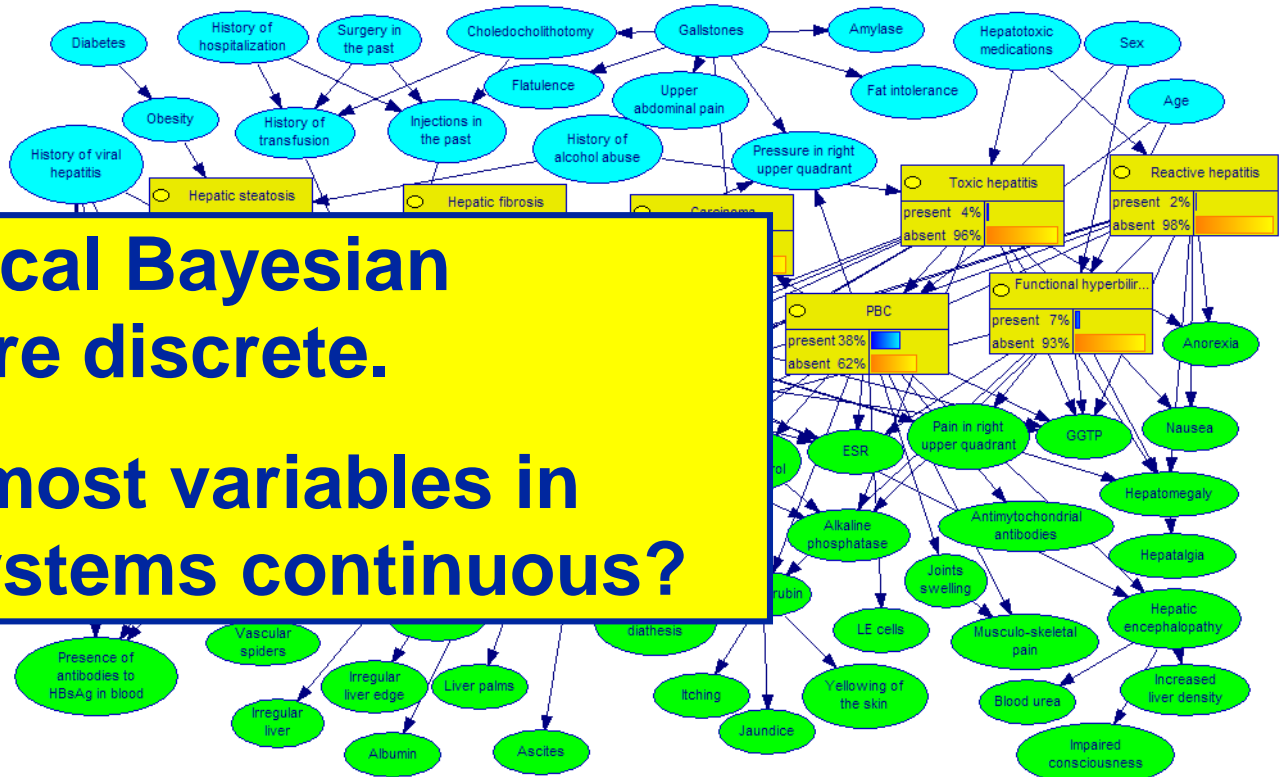 Diabetes
History of
hospitalization
Surgery in
the past
Choledocholithotomy
Gallstones
Amylase
Hepatotoxic
medications
Sex
Flatulence
Upper
abdominal pain
Fat intolerance
Age
Obesity
History of
transfusion
Injections in
the past
History of
alcohol abuse
Pressure in right
upper quadrant
History of viral
hepatitis
Hepatic steatosis
Hepatic fibrosis
Toxic hepatitis
present 4%
absent 96%
Reactive hepatitis
present 2%
absent 98%
cal Bayesian
re discrete.
most variables in
stems continuous?
PBC
present 38%
absent 62%
Functional hyperbilir...
present 7%
absent 93%
Anorexia
ESR
Pain in right
upper quadrant
GGTP
Nausea
rol
Hepatomegaly
Alkaline
phosphatase
Antimytochondrial
antibodies
Hepatalgia
Joints
swelling
rubin
LE cells
Musculo-skeletal
pain
Hepatic
encephalopathy
Presence of
antibodies to
HBsAg in blood
Vascular
spiders
diathesis
Irregular
liver edge
Liver palms
Itching
Yellowing of
the skin
Blood urea
Increased
liver density
Irregular
liver
Jaundice
Albumin
Ascites
Impaired
consciousness